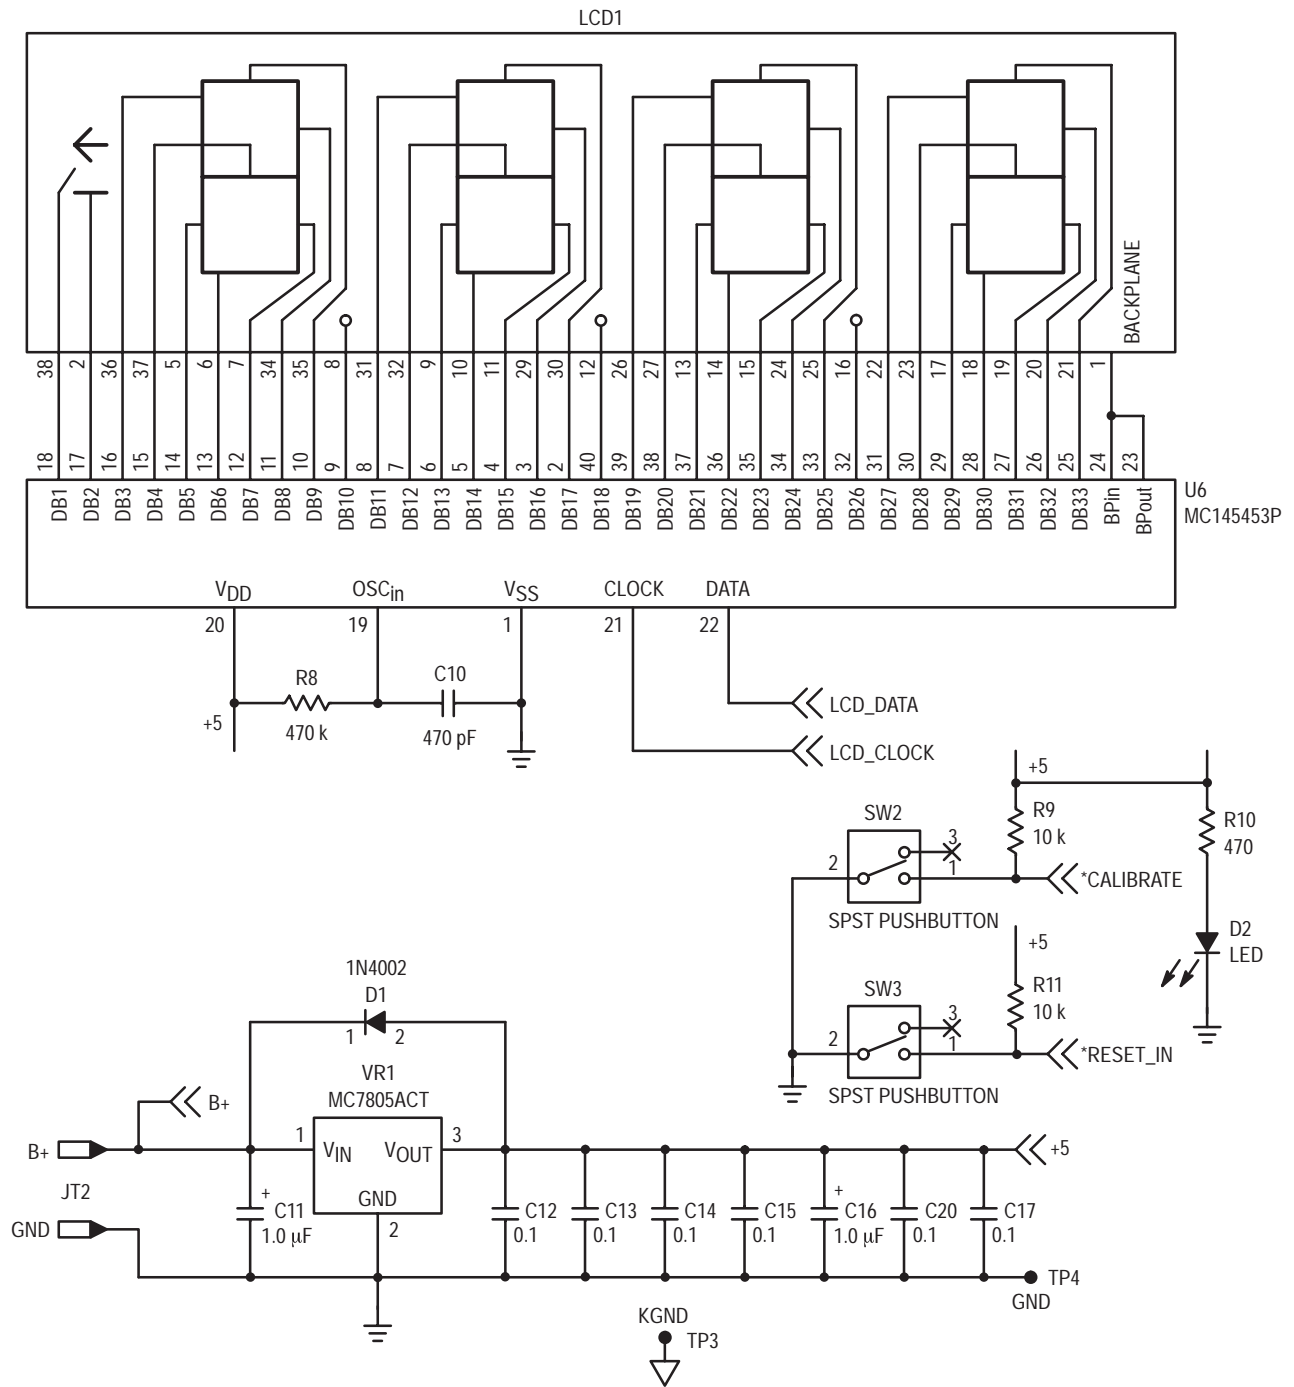 LCD1
BACKPLANE
38 2 36 37 5 6 7 34 35 8 31 32 9 10 11 29 30 12 26 27 13 14 15 24 25 16 22 23 17 18 19 20 21 1
18 17 16 15 14 13 12 11 10 9 8 7 6 5 4 3 2 40 39 38 37 36 35 34 33 32 31 30 29 28 27 26 25 24 23
DB1 DB2 DB3 DB4 DB5 DB6 DB7 DB8 DB9 DB10 DB11 DB12 DB13 DB14 DB15 DB16 DB17 DB18 DB19 DB20 DB21 DB22 DB23 DB24 DB25 DB26 DB27 DB28 DB29 DB30 DB31 DB32 DB33 BPin BPout
U6
MC145453P
VDD OSCin VSS CLOCK DATA
20 19 1 21 22
R8
470 k
C10
470 pF
+5
LCD_DATA
LCD_CLOCK
+5
R9
10 k
R10
470
SW2
2
3
1
*CALIBRATE
SPST PUSHBUTTON
+5
R11
10 k
D2
LED
SW3
2
3
1
*RESET_IN
SPST PUSHBUTTON
1N4002
D1
1 2
VR1
MC7805ACT
B+
B+
1 VIN VOUT 3
GND
2
+5
JT2
GND
+
C11
1.0 µF
C12
0.1
C13
0.1
C14
0.1
C15
0.1
+
C16
1.0 µF
C20
0.1
C17
0.1
TP4
GND
KGND
TP3